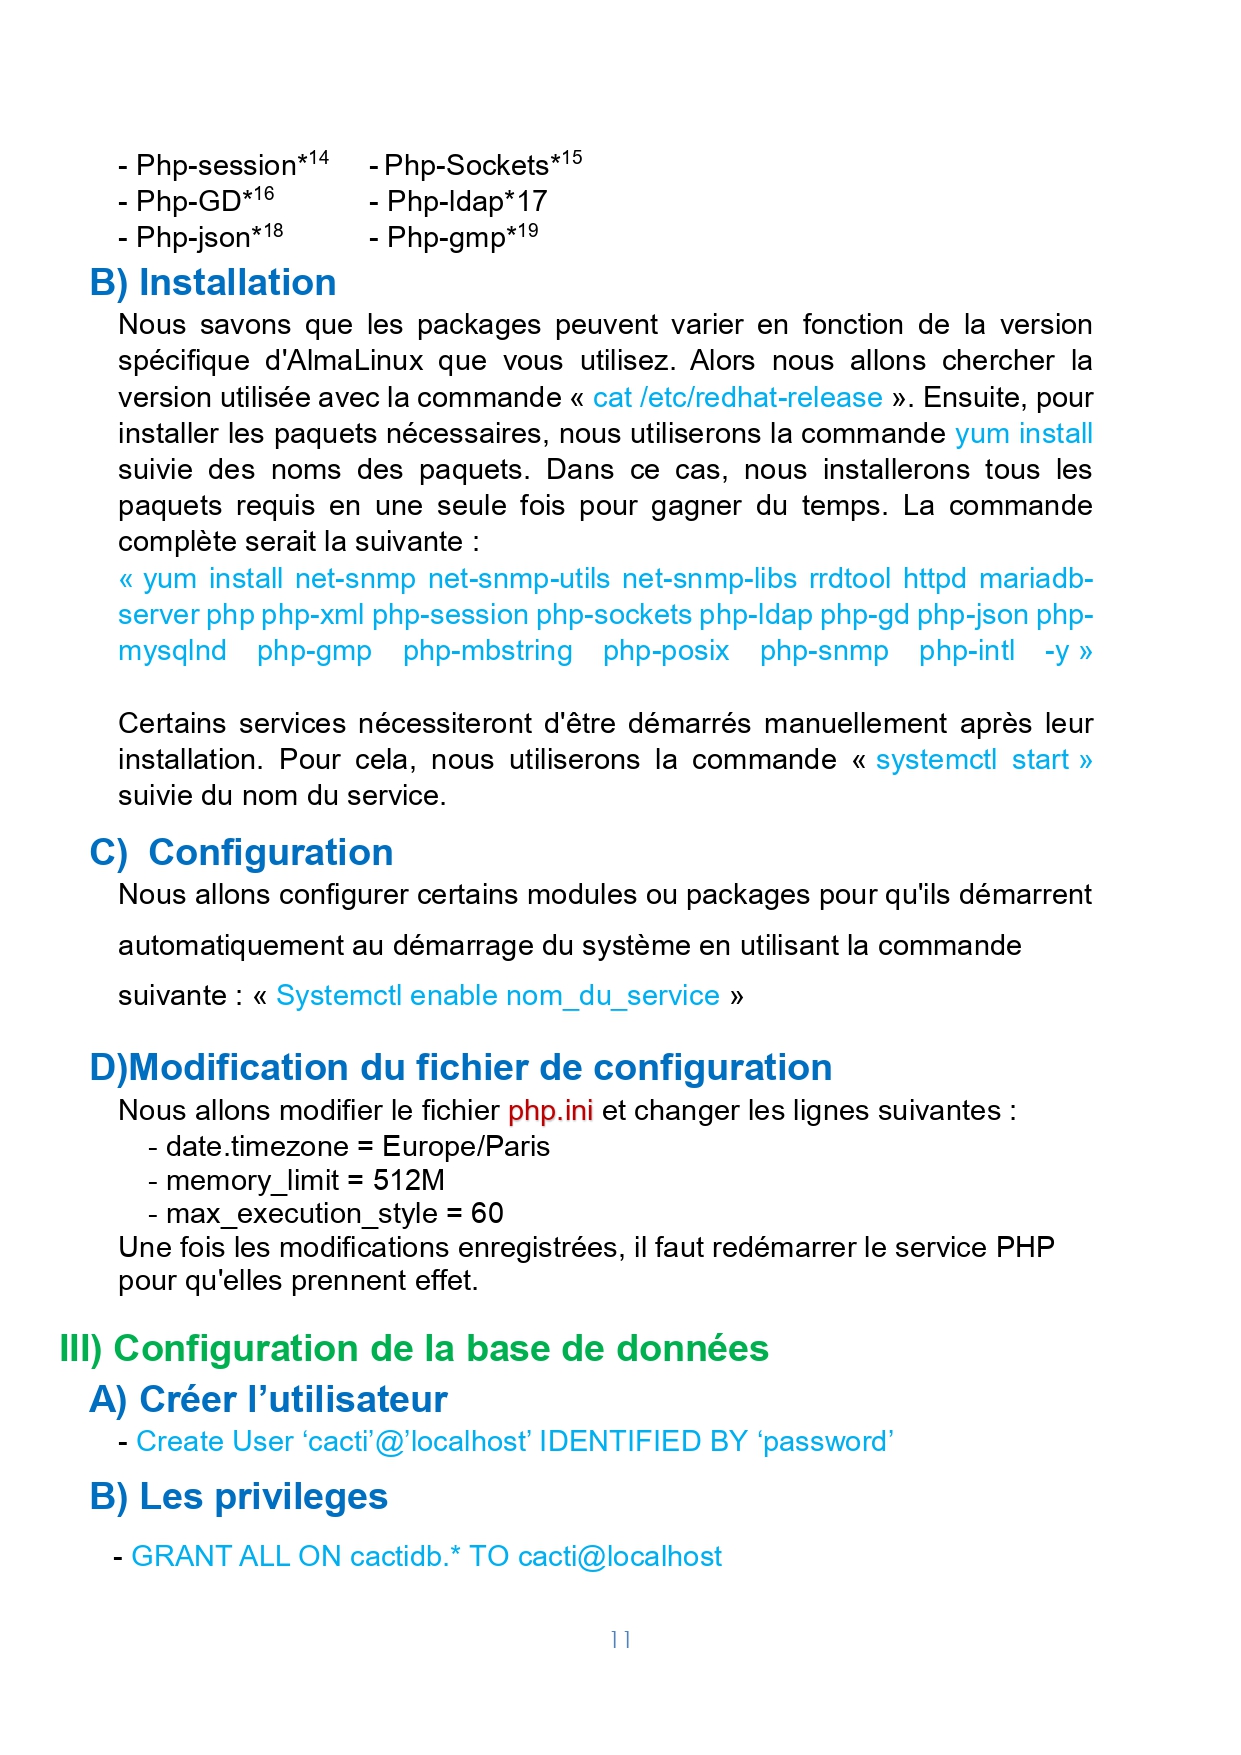 - Php-session*14 - Php-Sockets*15
- Php-GD*16 - Php-ldap*17
- Php-json*18 - Php-gmp*19
B) Installation
Nous savons que les packages peuvent varier en fonction de la version
spécifique d'AlmaLinux que vous utilisez. Alors nous allons chercher la
version utilisée avec la commande « cat /etc/redhat-release ». Ensuite, pour
installer les paquets nécessaires, nous utiliserons la commande yum install
suivie des noms des paquets. Dans ce cas, nous installerons tous les
paquets requis en une seule fois pour gagner du temps. La commande
complète serait la suivante :
« yum install net-snmp net-snmp-utils net-snmp-libs rrdtool httpd mariadb-
server php php-xml php-session php-sockets php-ldap php-gd php-json php-
mysqlnd php-gmp php-mbstring php-posix php-snmp php-intl -y »
Certains services nécessiteront d'être démarrés manuellement après leur
installation. Pour cela, nous utiliserons la commande « systemctl start »
suivie du nom du service.
C) Configuration
Nous allons configurer certains modules ou packages pour qu'ils démarrent
automatiquement au démarrage du système en utilisant la commande
suivante : « Systemctl enable nom_du_service »
D)Modification du fichier de configuration
Nous allons modifier le fichier php.ini et changer les lignes suivantes :
- date.timezone = Europe/Paris
- memory_limit = 512M
- max_execution_style = 60
Une fois les modifications enregistrées, il faut redémarrer le service PHP
pour qu'elles prennent effet.
III) Configuration de la base de données
A) Créer l’utilisateur
- Create User ‘cacti’@’localhost’ IDENTIFIED BY ‘password’
B) Les privileges
- GRANT ALL ON cactidb.* TO cacti@localhost
11